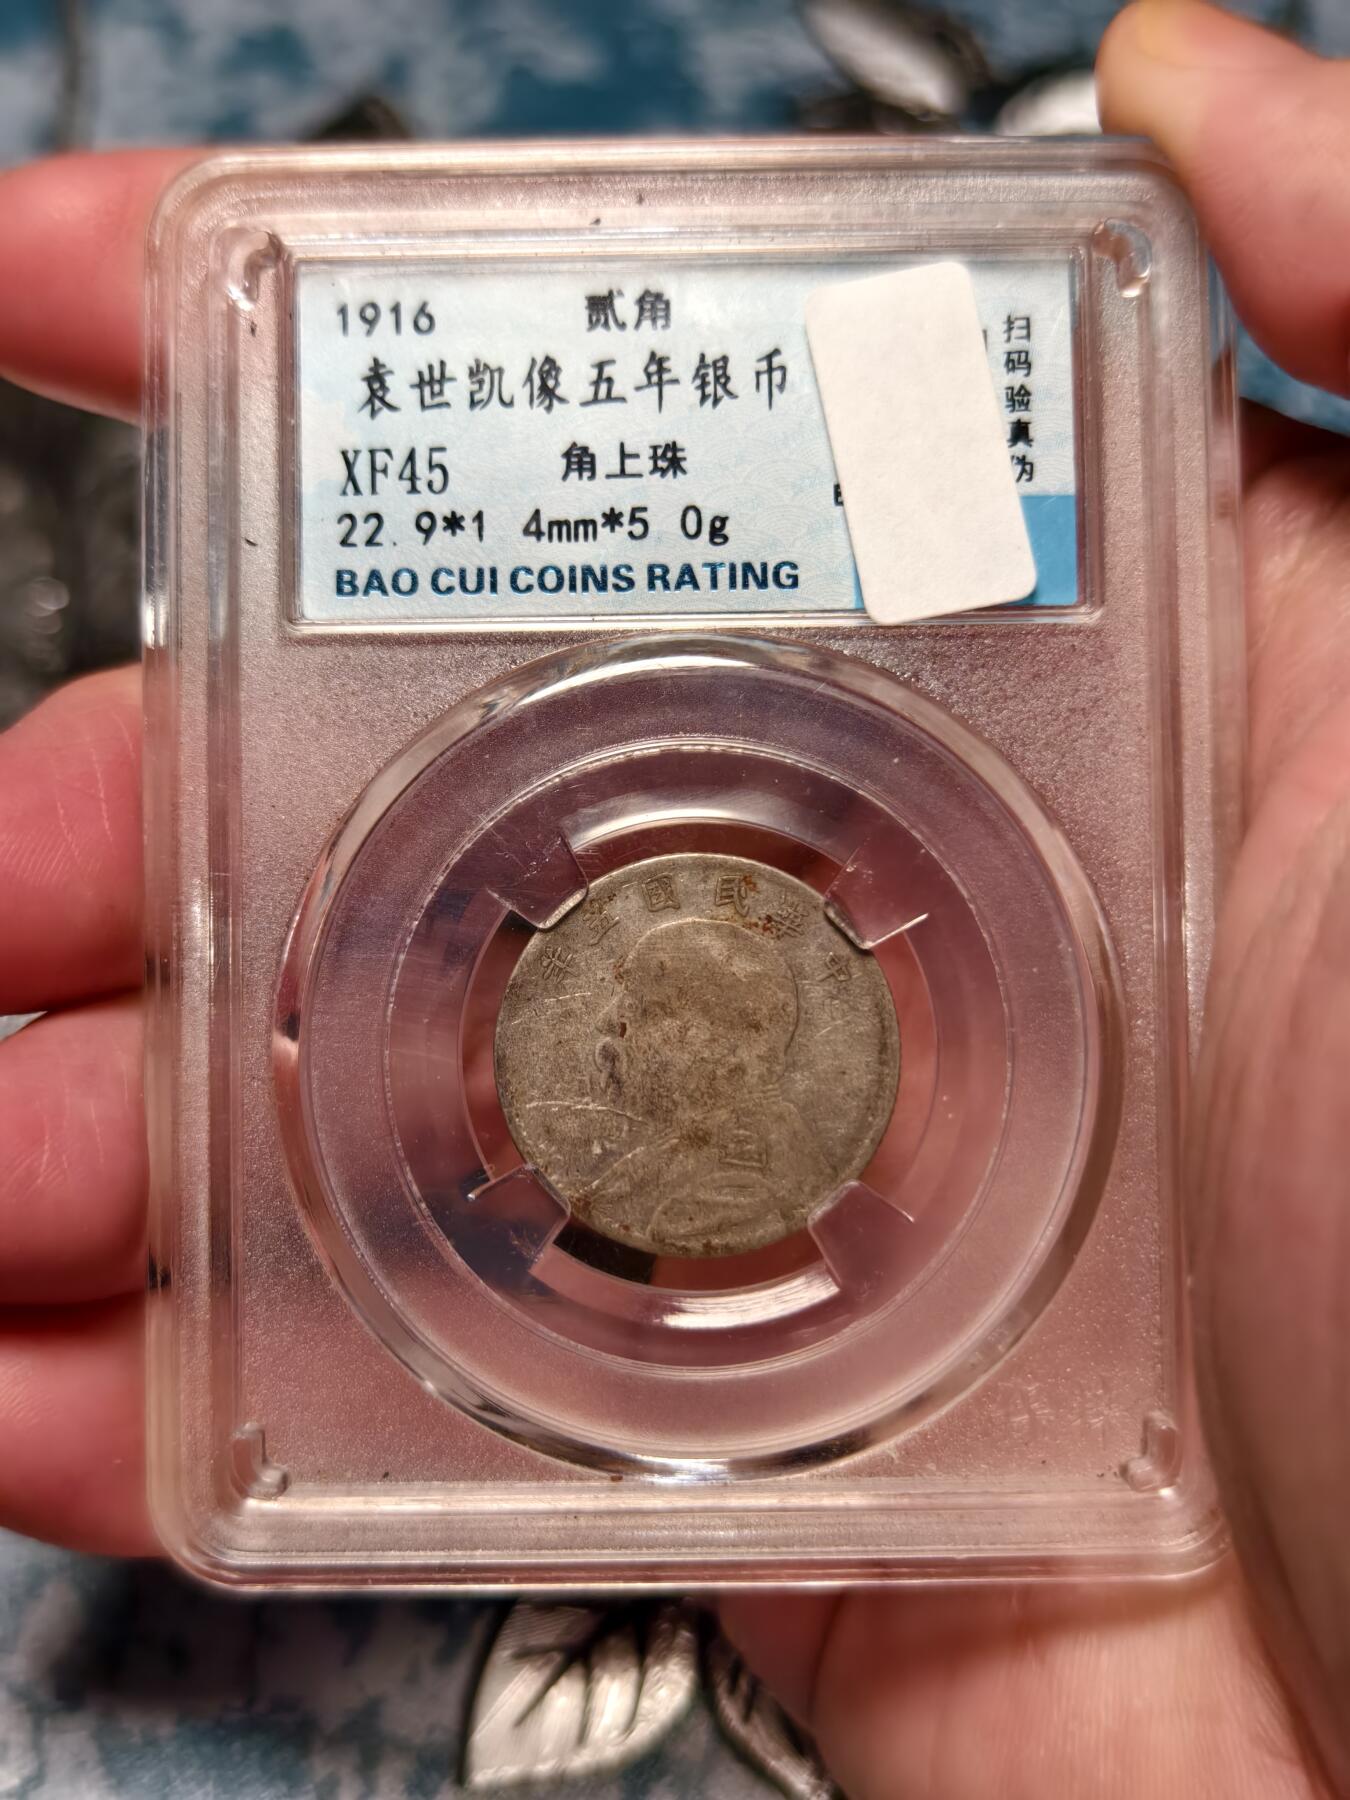 1916 贰角
袁世凯像五年银币
XF45 角上珠
22.9*1 4mm*5 0g
BAO CUI COINS RATING
扫码验真伪
中華民國五年